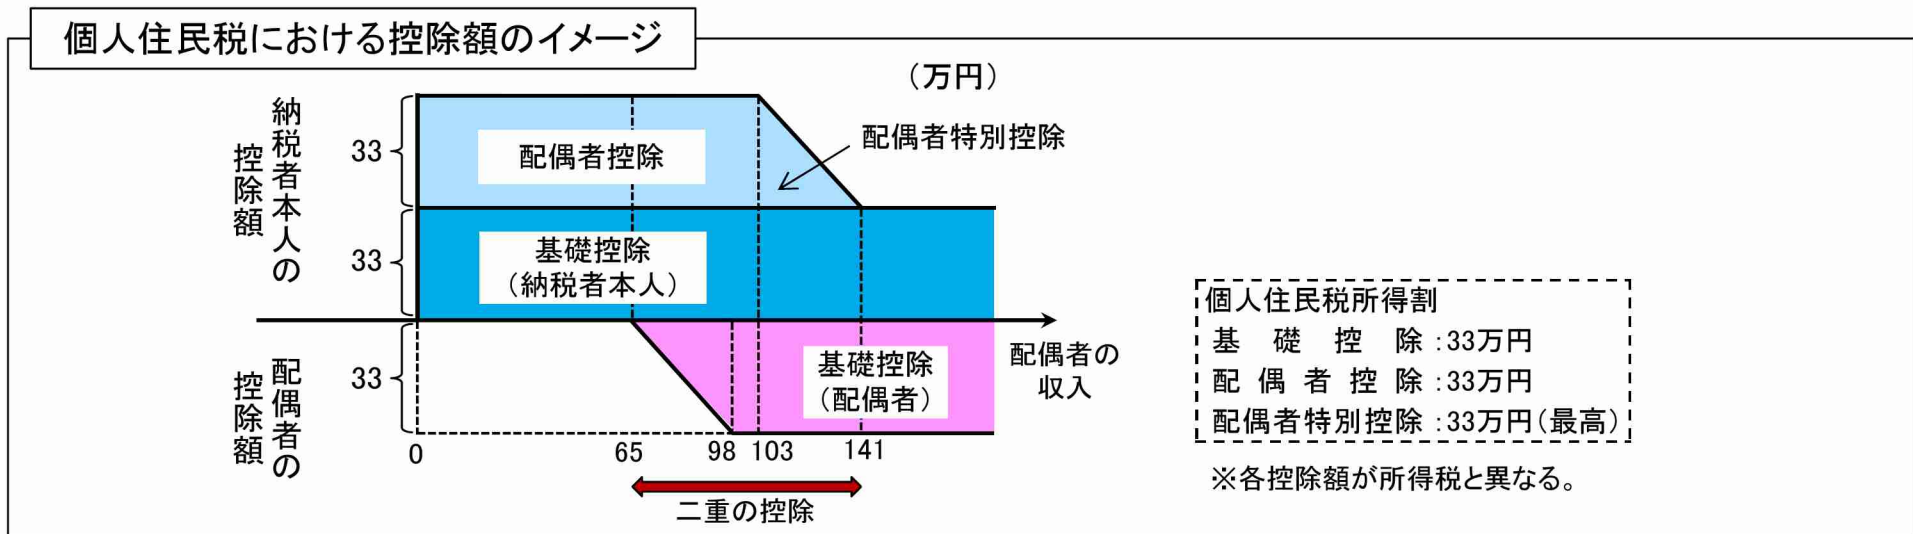 個人住民税における控除額のイメージ
（万円）
納税者本人の
控除額
33
配偶者控除
配偶者特別控除
33
基礎控除
（納税者本人）
配偶者の
控除額
33
基礎控除
（配偶者）
配偶者の
収入
0
65
98
103
141
二重の控除
個人住民税所得割
基礎控除：33万円
配偶者控除：33万円
配偶者特別控除：33万円（最高）
※各控除額が所得税と異なる。